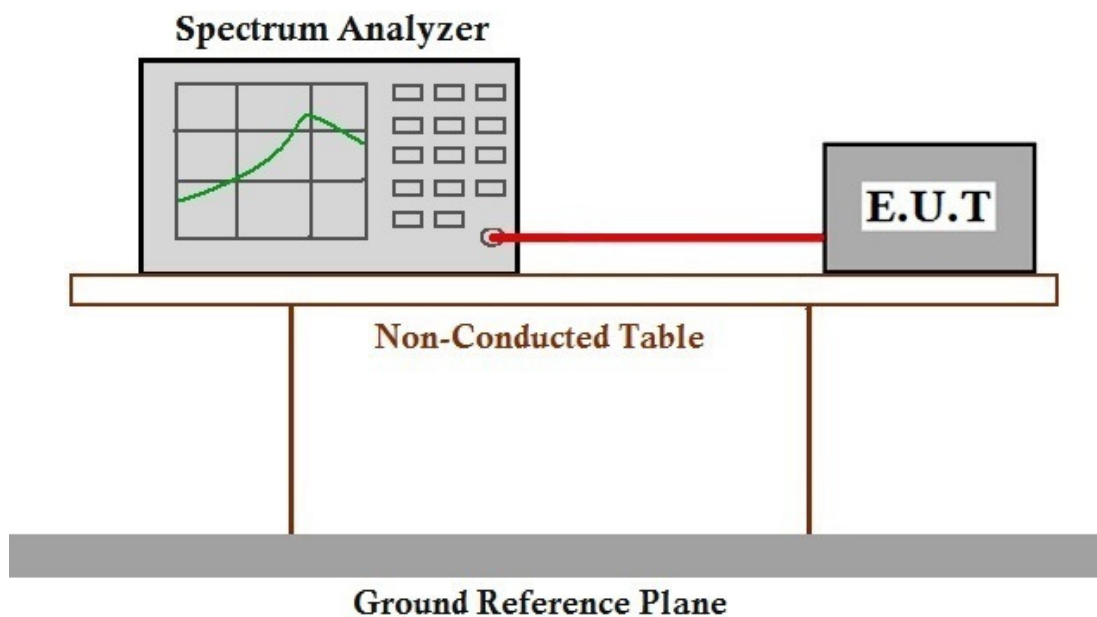 Spectrum Analyzer
E.U.T
Non-Conducted Table
Ground Reference Plane